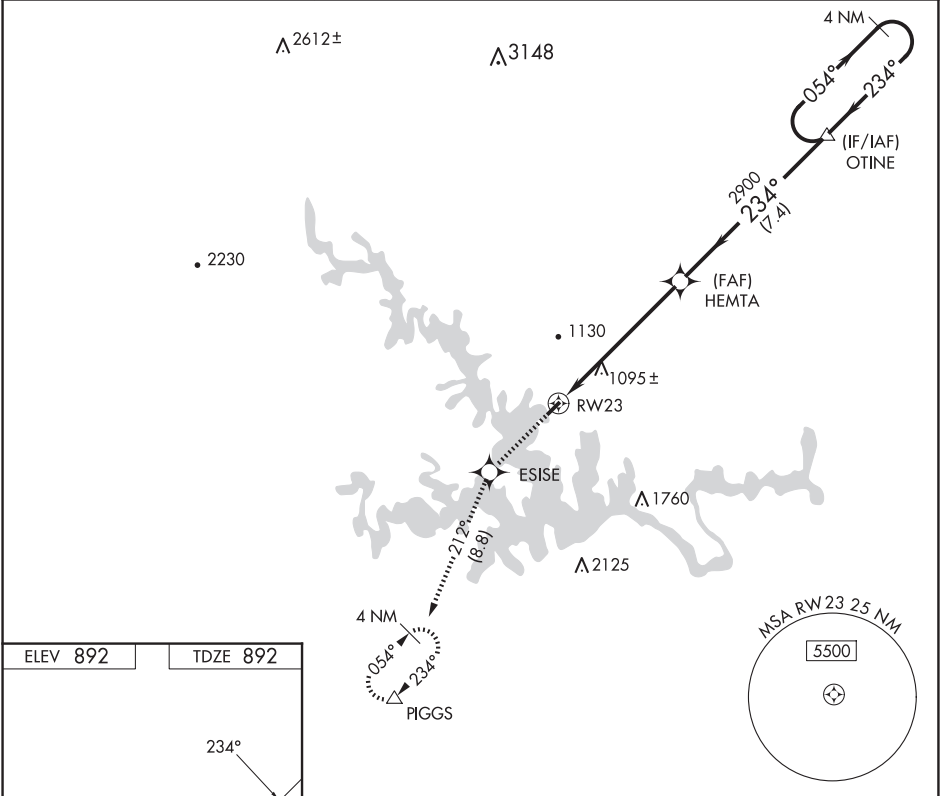 4 NM
2612±
3148
054°
234°
(IF/IAF)
OTINE
2900
234°
(7.4)
2230
(FAF)
HEMTA
1130
1095±
RW23
ESISE
1760
212°
(8.8)
2125
4 NM
054°
234°
PIGGS
MSA RW23 25 NM
5500
ELEV 892
TDZE 892
234°